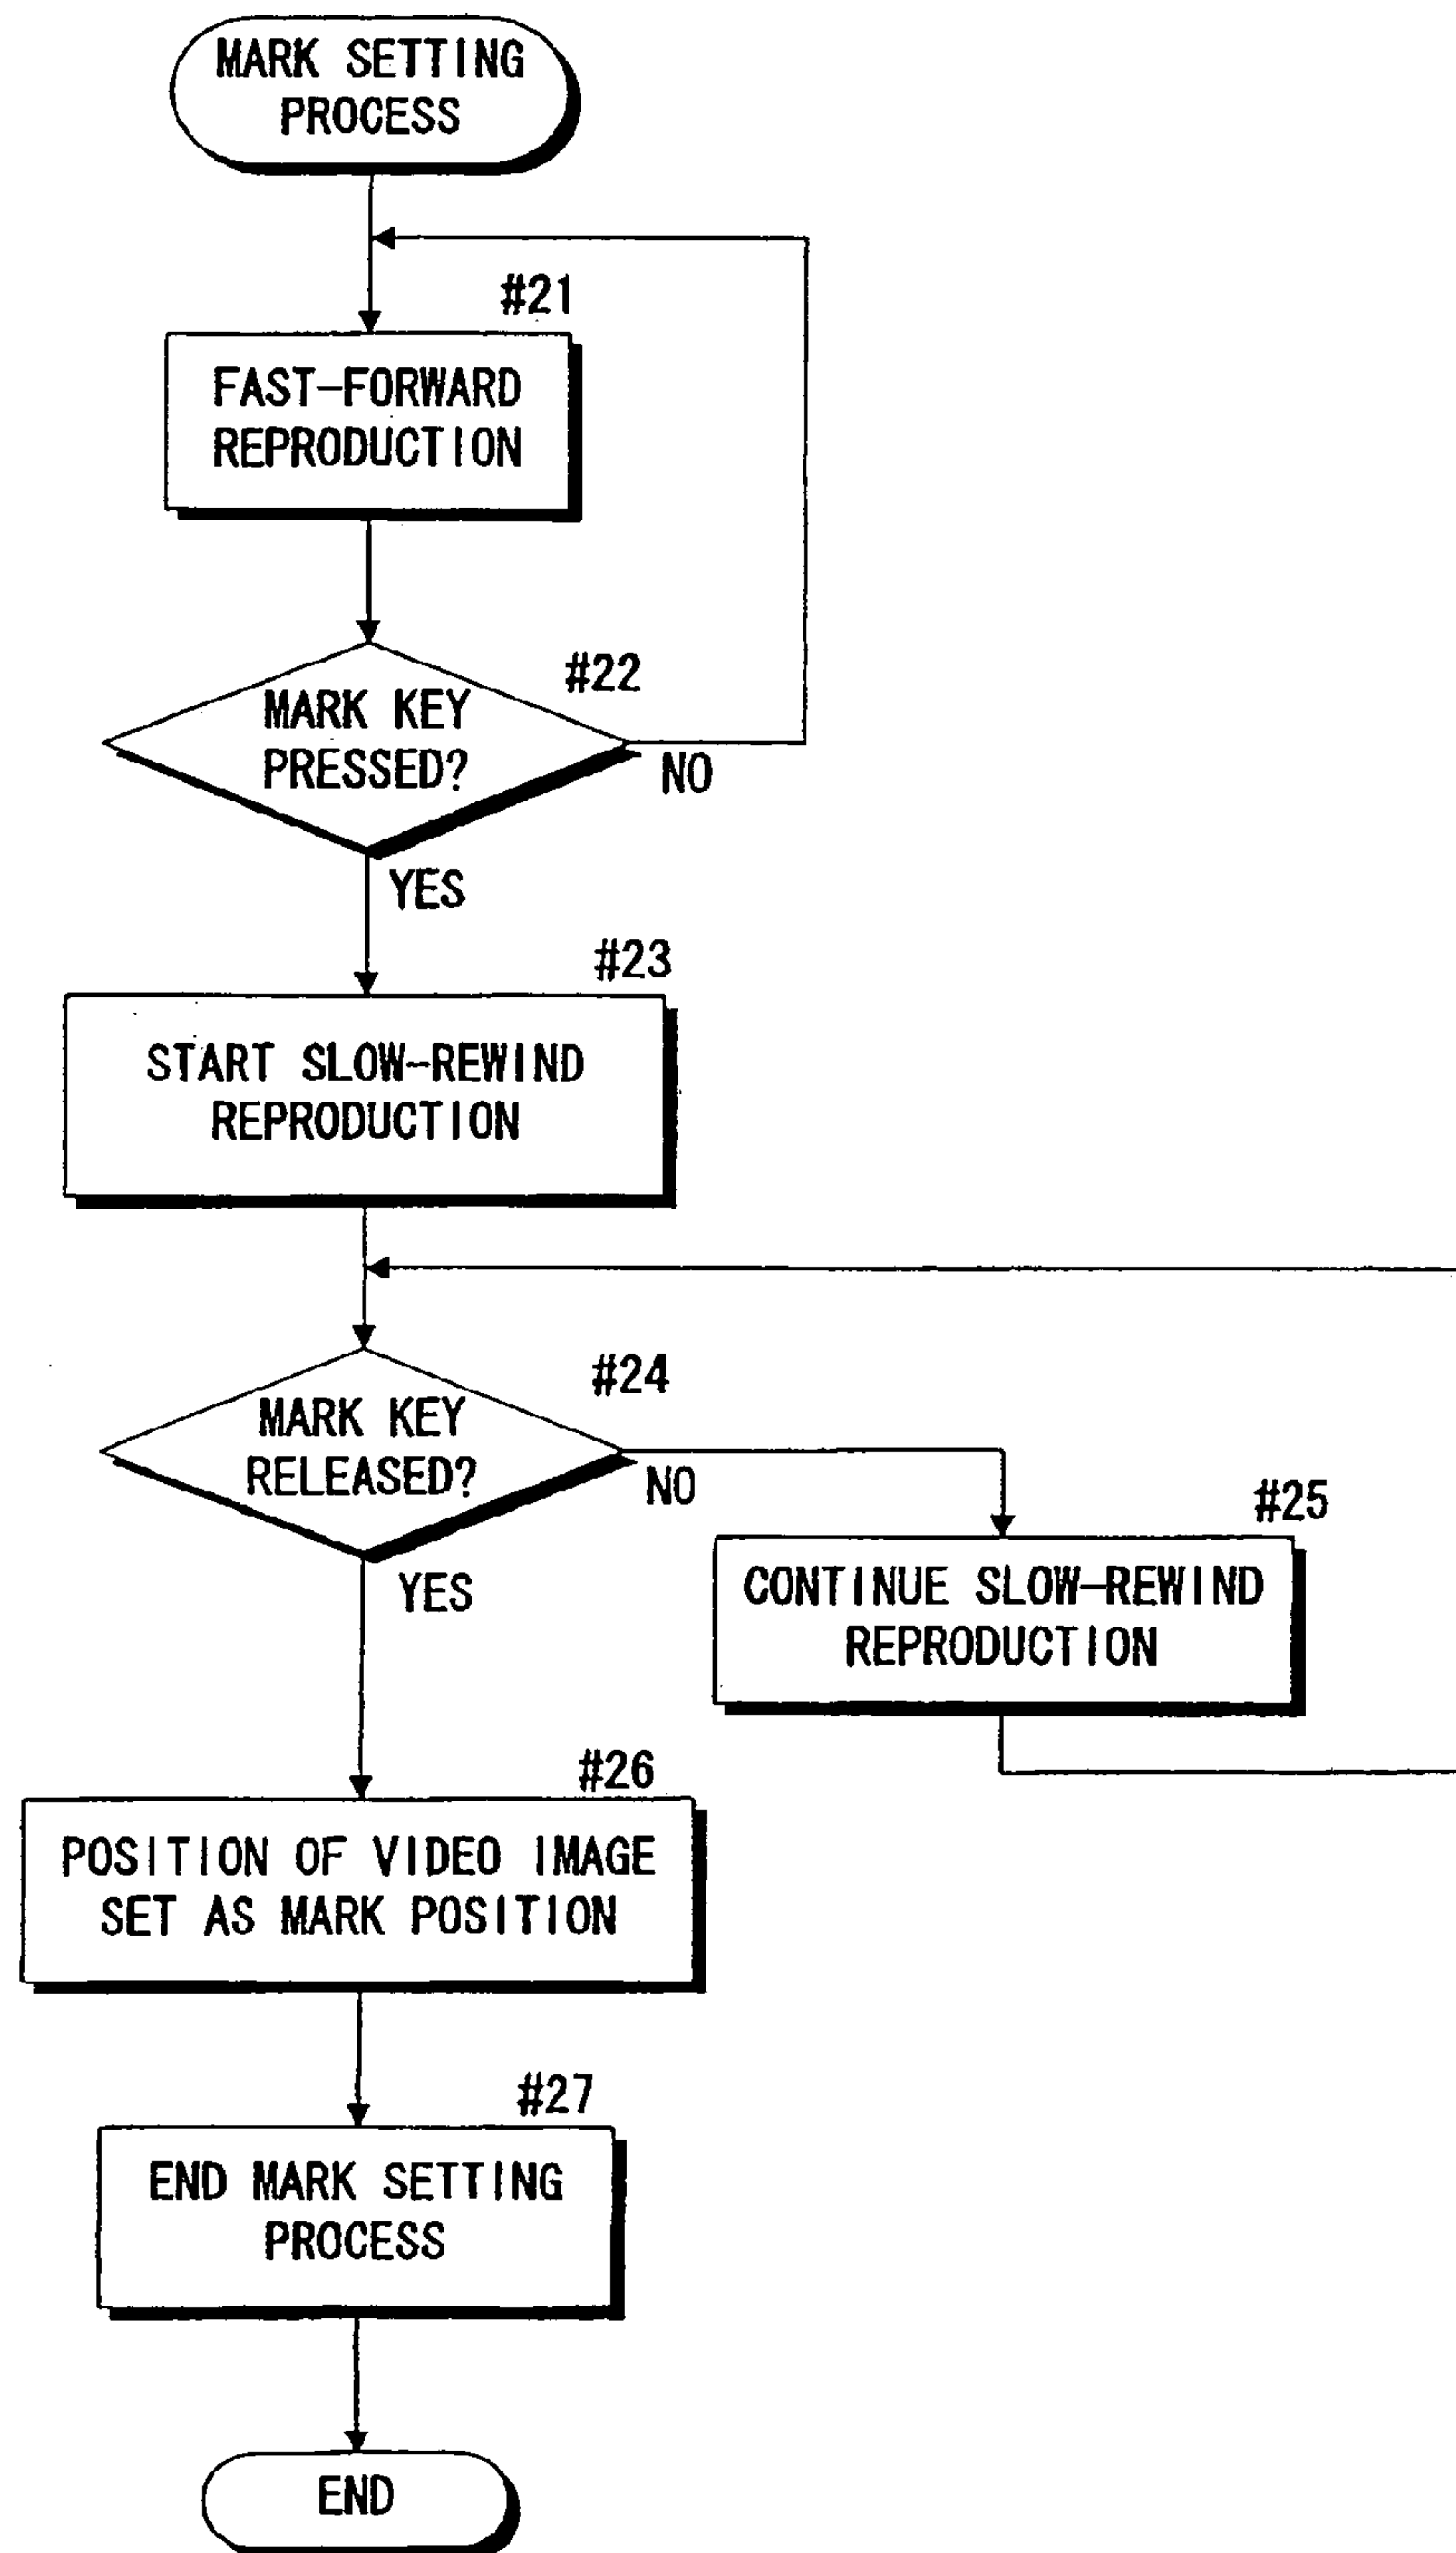 MARK SETTING
PROCESS
#21
FAST-FORWARD
REPRODUCTION
#22
MARK KEY
PRESSED?
NO
YES
#23
START SLOW-REWIND
REPRODUCTION
#24
MARK KEY
RELEASED?
NO
YES
#25
CONTINUE SLOW-REWIND
REPRODUCTION
#26
POSITION OF VIDEO IMAGE
SET AS MARK POSITION
#27
END MARK SETTING
PROCESS
END